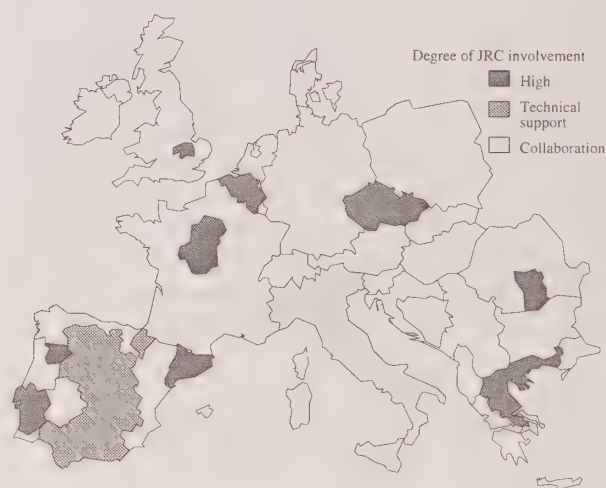 Degree of JRC involvement
High
Technical
support
Collaboration